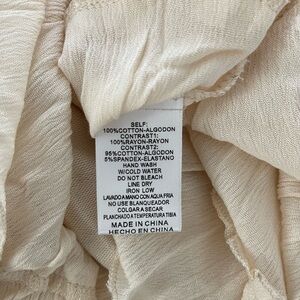 SELF:
100%COTTON-ALGODON
CONTRAST1:
100%RAYON-RAYON
CONTRAST2:
95%COTTON-ALGODON
5%SPANDEX-ELASTANO
HAND WASH
W/COLD WATER
DO NOT BLEACH
LINE DRY
IRON LOW
LAVADO A MANO CON AQUA FRIA
NO USE BLANQUEADOR
COLGAR A SECAR
PLANCHADO A TEMPERATURA TIBIA
MADE IN CHINA
HECHO EN CHINA